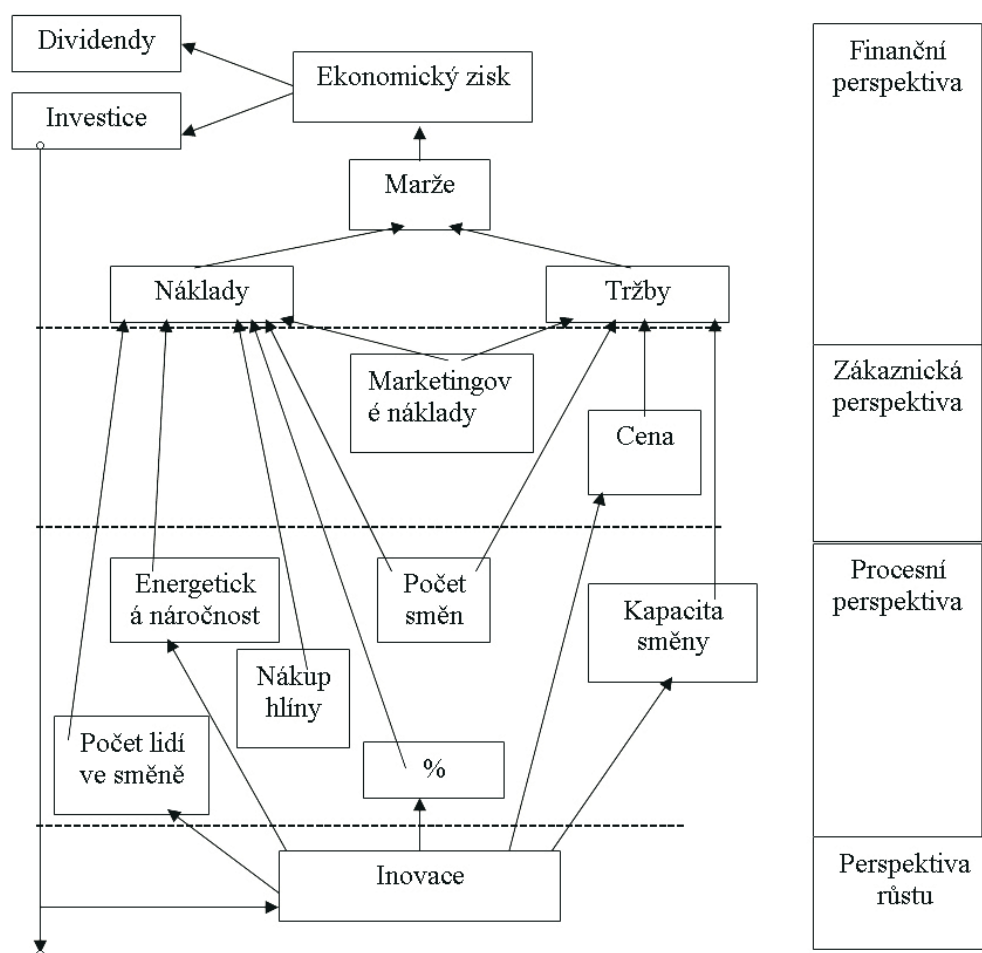 Dividendy
Ekonomický zisk
Investice
Marže
Náklady
Tržby
Marketingov
é náklady
Cena
Energetick
á náročnost
Počet
směn
Kapacita
směny
Nákup
hlíny
Počet lidí
ve směně
%
Inovace
Finanční
perspektiva
Zákaznická
perspektiva
Procesní
perspektiva
Perspektiva
růstu